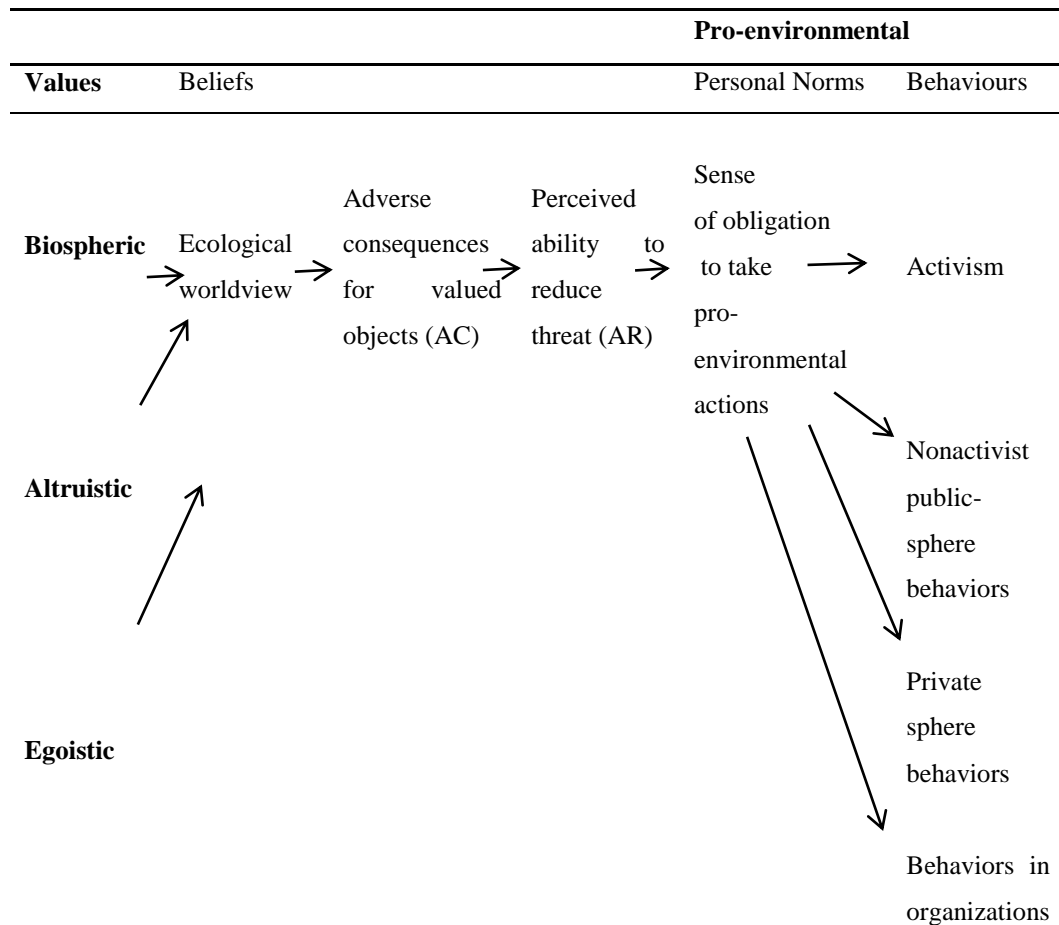 Pro-environmental
Values Beliefs Personal Norms Behaviours
Biospheric
Ecological
worldview
Adverse
consequences
for valued
objects (AC)
Perceived
ability to
reduce
threat (AR)
Sense
of obligation
to take
pro-
environmental
actions
Activism
Nonactivist
public-
sphere
behaviors
Altruistic
Private
sphere
behaviors
Egoistic
Behaviors in
organizations